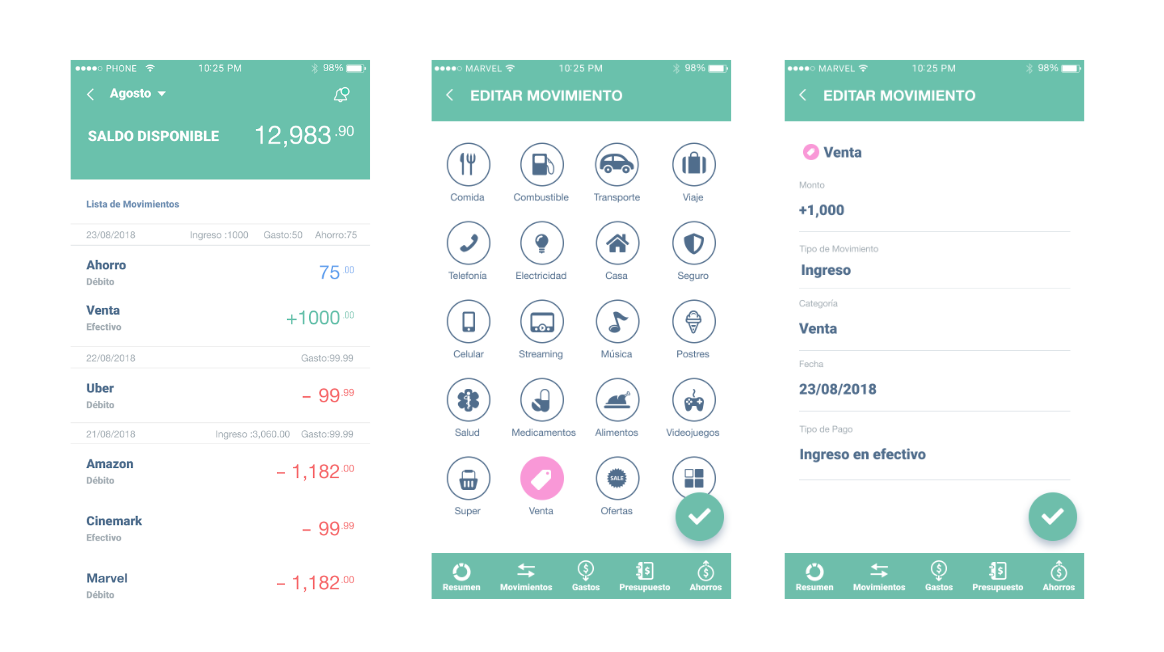 PHONE 10:25 PM 98%
Agosto
SALDO DISPONIBLE 12,983.90
Lista de Movimientos
23/08/2018 Ingreso :1000 Gasto:50 Ahorro:75
Ahorro 75.00
Débito
Venta +1000.00
Efectivo
22/08/2018 Gasto:99.99
Uber – 99.99
Débito
21/08/2018 Ingreso :3,060.00 Gasto:99.99
Amazon – 1,182.00
Débito
Cinemark – 99.99
Efectivo
Marvel – 1,182.00
Débito
MARVEL 10:25 PM 98%
EDITAR MOVIMIENTO
Comida Combustible Transporte Viaje
Telefonía Electricidad Casa Seguro
Celular Streaming Música Postres
Salud Medicamentos Alimentos Videojuegos
SALE
Super Venta Ofertas
Resumen Movimientos Gastos Presupuesto Ahorros
MARVEL 10:25 PM 98%
EDITAR MOVIMIENTO
Venta
Monto
+1,000
Tipo de Movimiento
Ingreso
Categoría
Venta
Fecha
23/08/2018
Tipo de Pago
Ingreso en efectivo
Resumen Movimientos Gastos Presupuesto Ahorros